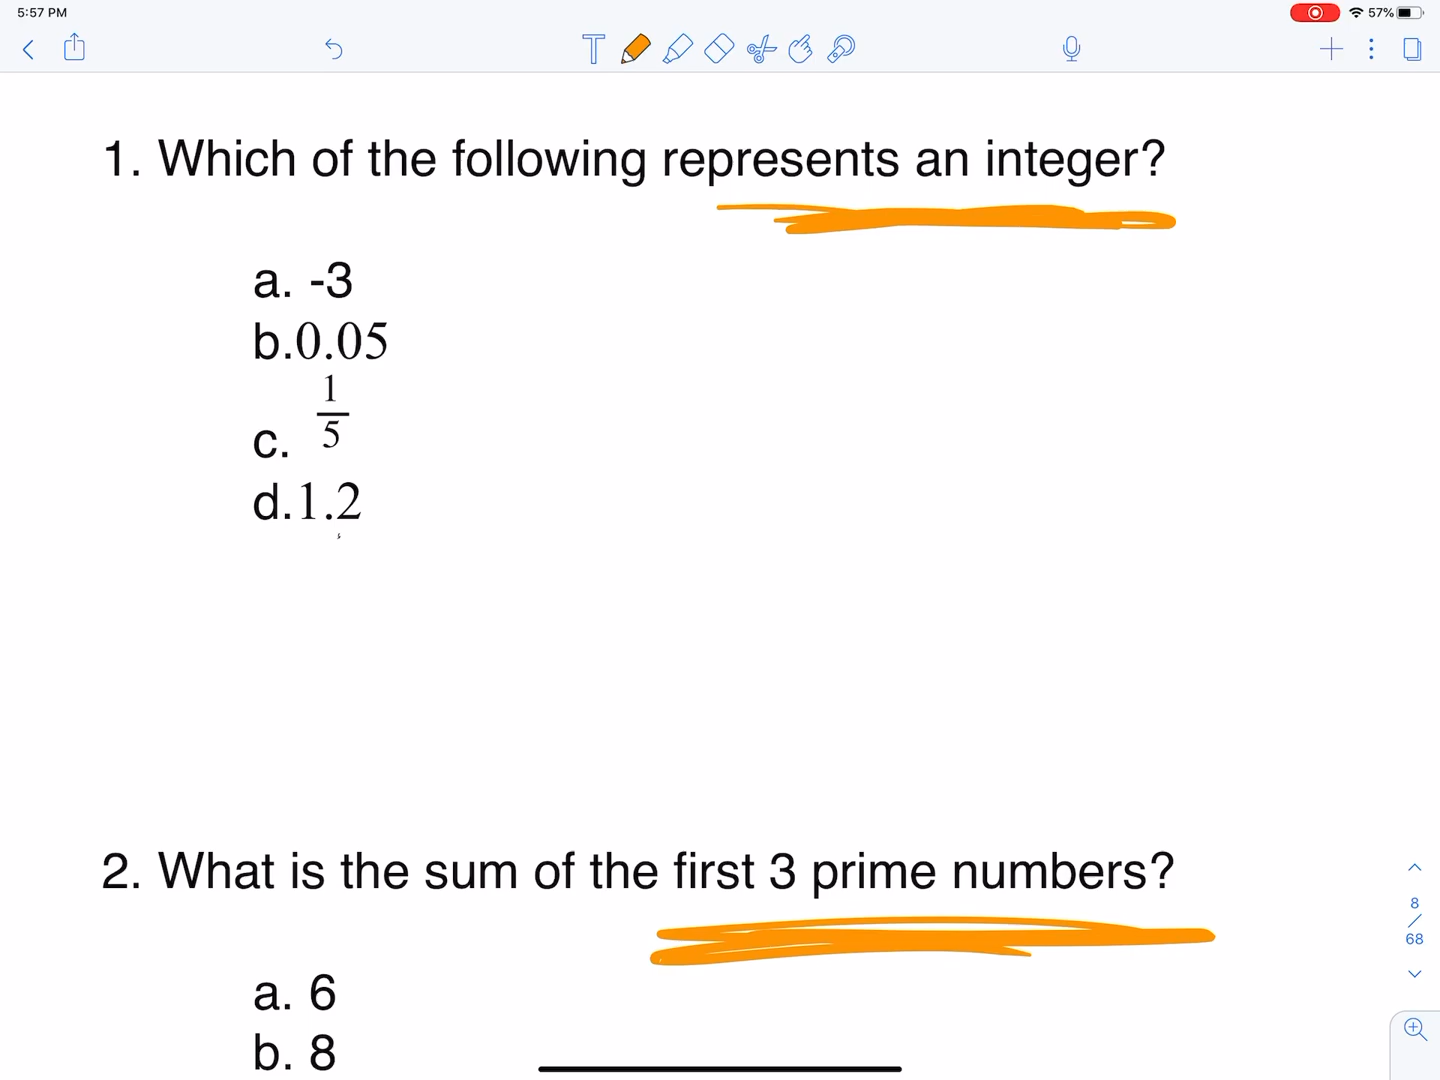 5:57 PM
57%
T
1. Which of the following represents an integer?
a. -3
b.0.05
c. 1/5
d.1.2
2. What is the sum of the first 3 prime numbers?
8
/
68
a. 6
b. 8